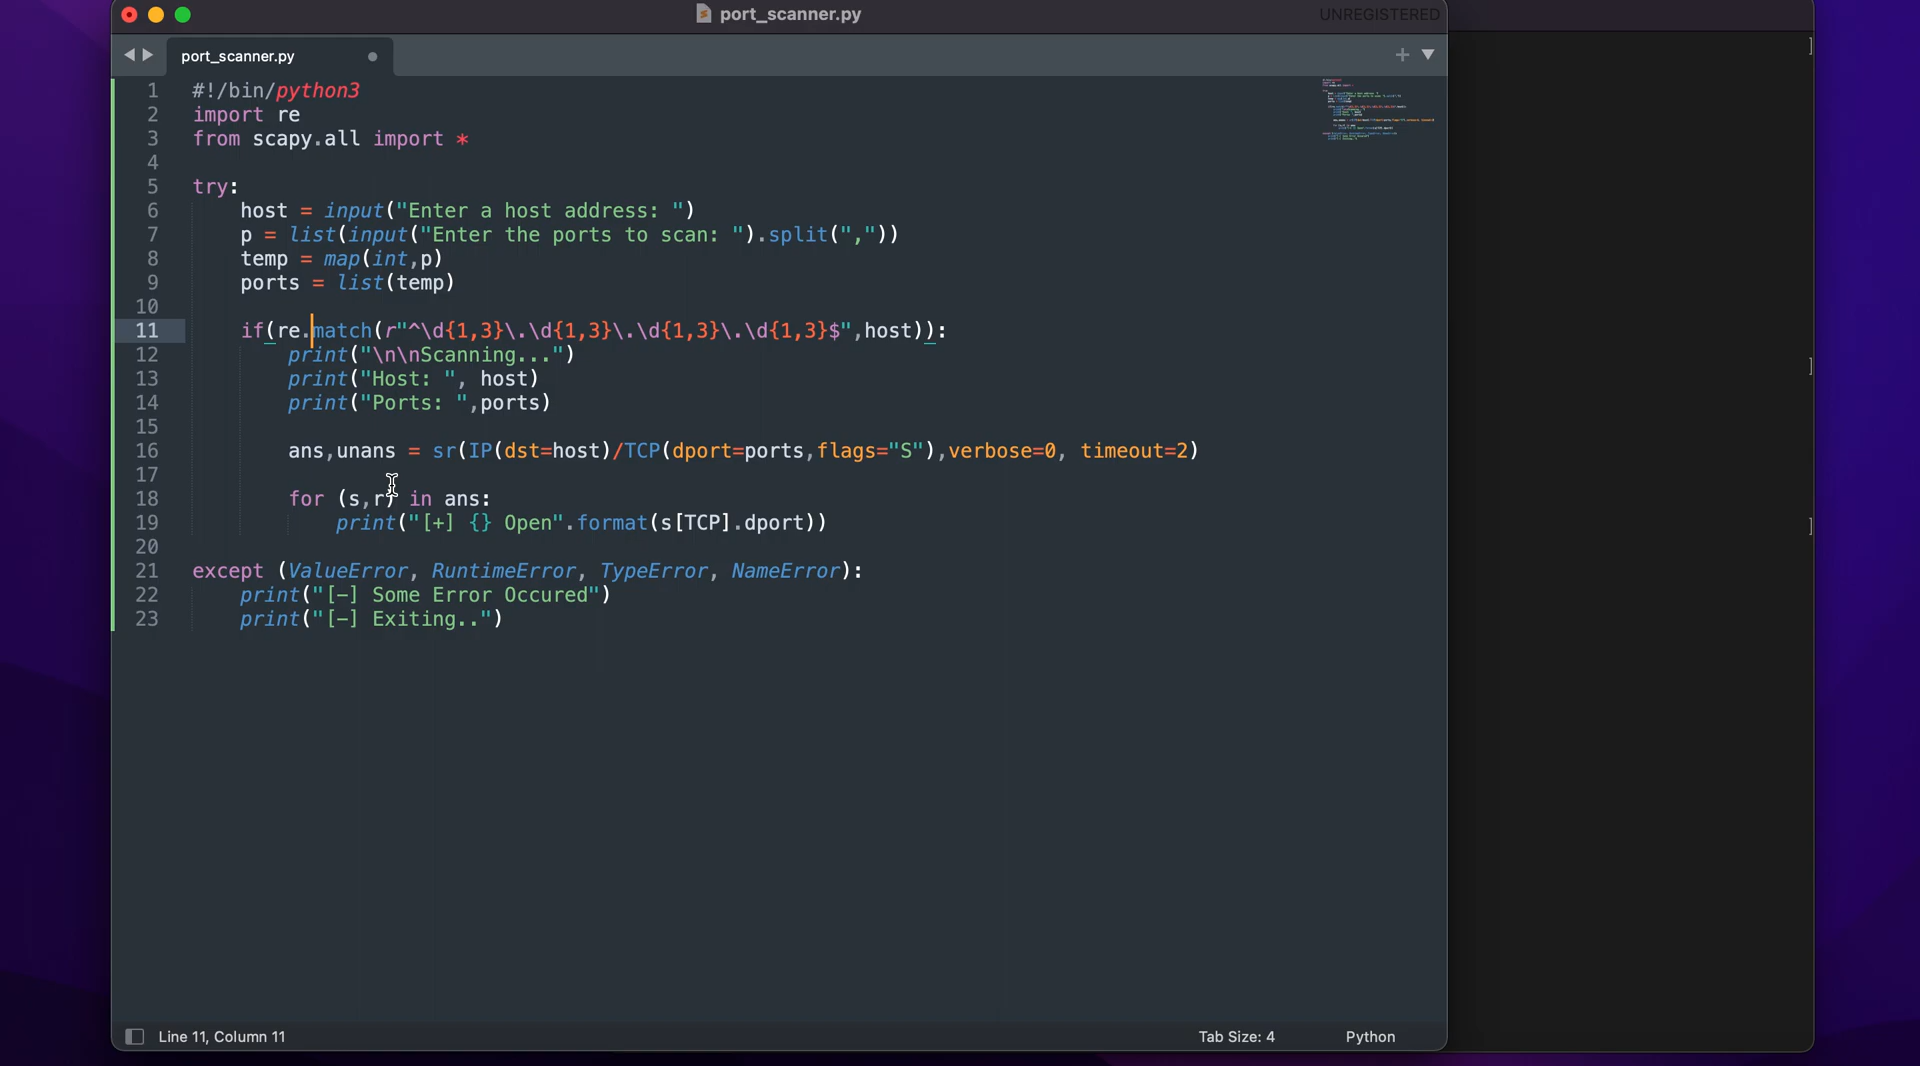 port_scanner.py
UNREGISTERED
port_scanner.py
1 #!/bin/python3
2 import re
3 from scapy.all import *
4
5 try:
6     host = input("Enter a host address: ")
7     p = list(input("Enter the ports to scan: ").split(","))
8     temp = map(int,p)
9     ports = list(temp)
10
11     if(re.match(r"^\d{1,3}\.\d{1,3}\.\d{1,3}\.\d{1,3}$",host)):
12         print("\n\nScanning...")
13         print("Host: ", host)
14         print("Ports: ",ports)
15
16         ans,unans = sr(IP(dst=host)/TCP(dport=ports,flags="S"),verbose=0, timeout=2)
17
18         for (s,r) in ans:
19             print("[+] {} Open".format(s[TCP].dport))
20
21 except (ValueError, RuntimeError, TypeError, NameError):
22     print("[-] Some Error Occured")
23     print("[-] Exiting..")
]
]
]
Line 11, Column 11
Tab Size: 4
Python